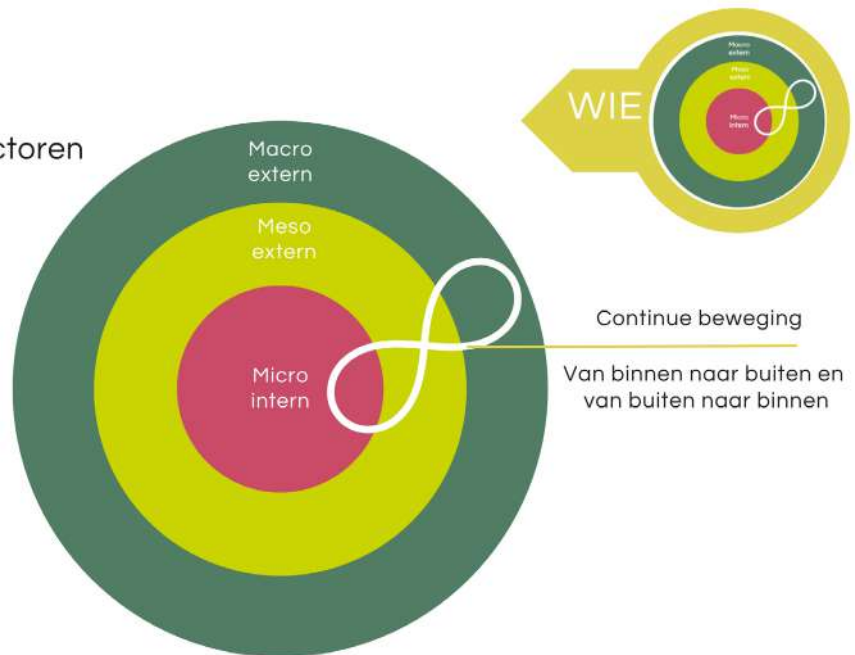 Macro
extern
Meso
extern
Micro
intern
WIE
ctoren
Macro
extern
Meso
extern
Micro
intern
Continue beweging
Van binnen naar buiten en
van buiten naar binnen